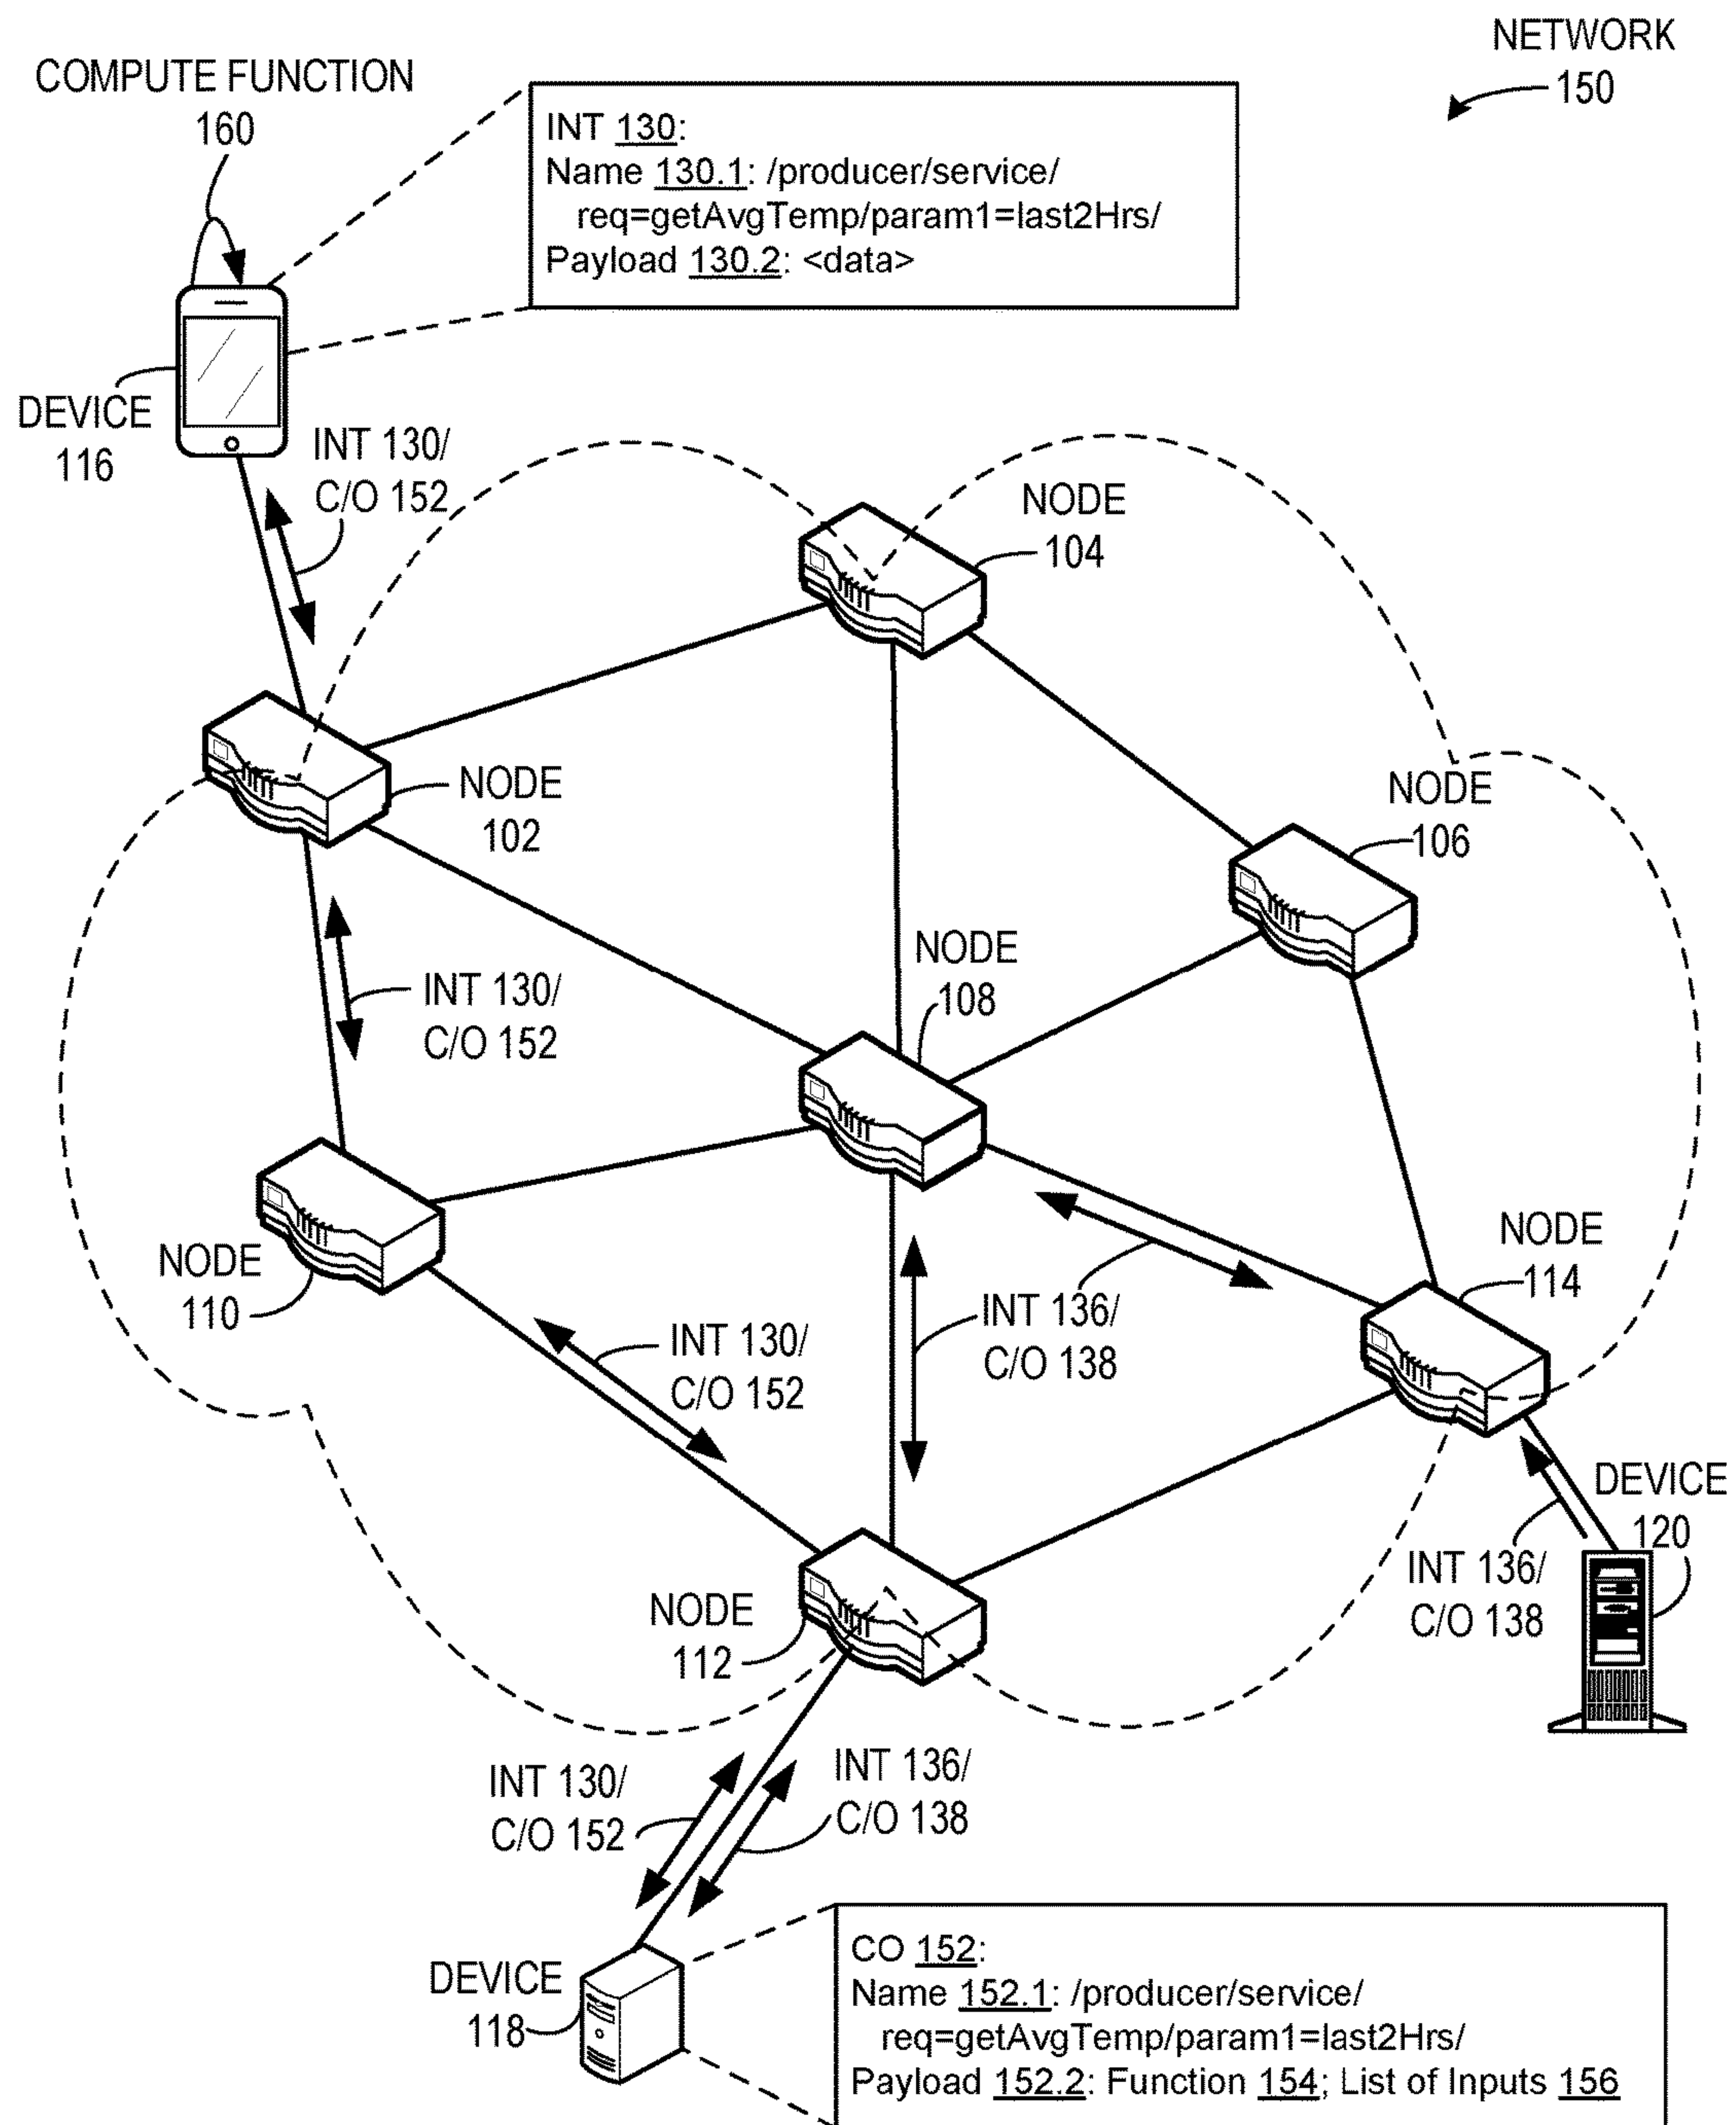 NETWORK
150
COMPUTE FUNCTION
160
INT 130:
Name 130.1: /producer/service/
req=getAvgTemp/param1=last2Hrs/
Payload 130.2: <data>
DEVICE
116
INT 130/
C/O 152
NODE
104
NODE
102
NODE
106
NODE
108
INT 130/
C/O 152
NODE
110
NODE
114
INT 130/
C/O 152
INT 136/
C/O 138
DEVICE
120
INT 136/
C/O 138
NODE
112
INT 130/
C/O 152
INT 136/
C/O 138
DEVICE
118
CO 152:
Name 152.1: /producer/service/
req=getAvgTemp/param1=last2Hrs/
Payload 152.2: Function 154; List of Inputs 156